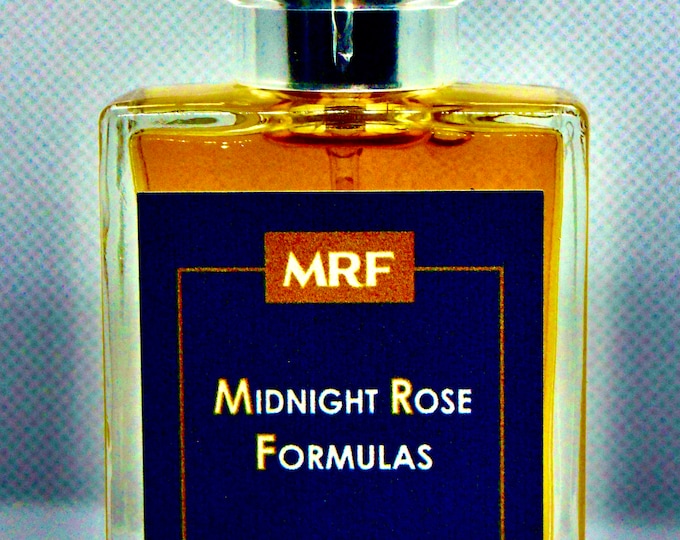 MRF
Midnight Rose
Formulas